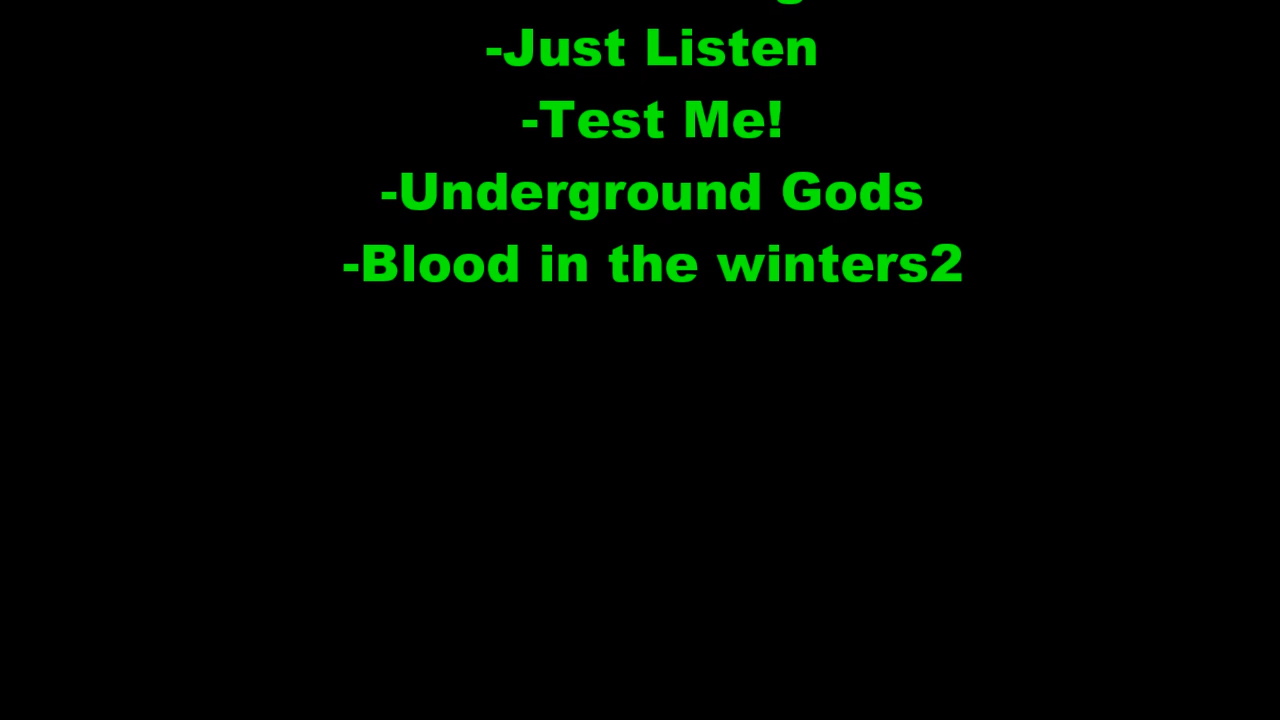 -Just Listen
-Test Me!
-Underground Gods
-Blood in the winters2